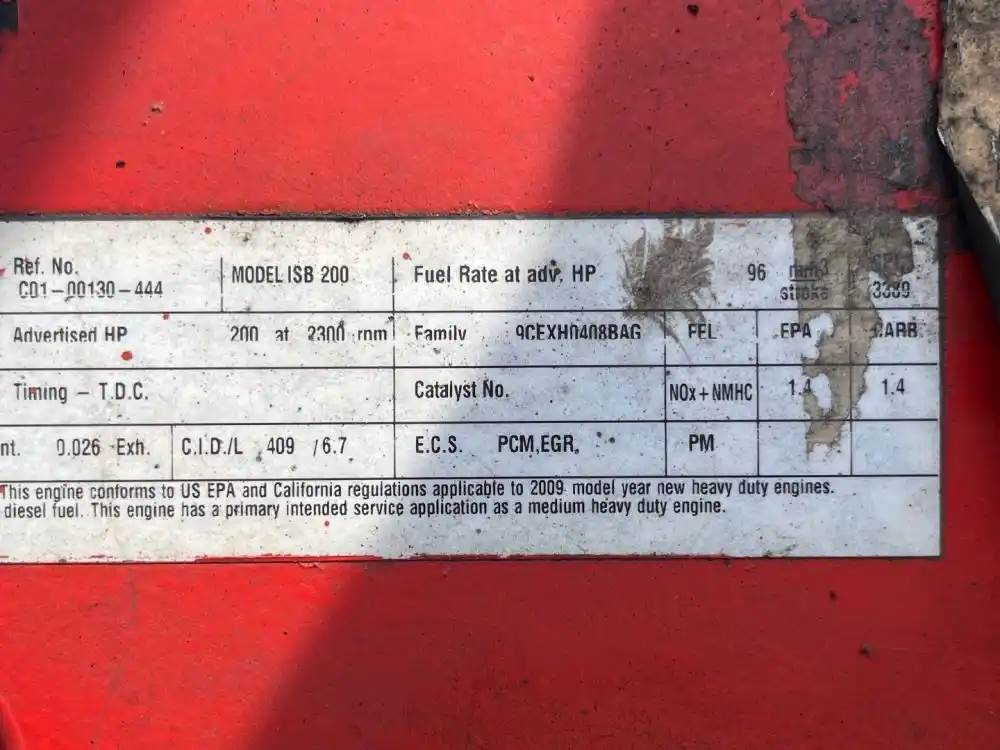 Ref. No.
C01-00130-444
MODEL ISB 200
Fuel Rate at adv. HP
96
mm3
stroke
3389
Advertised HP 200 at 2300 rpm
Family 9CEXH0408BAG
FEL
EPA
CARB
Timing – T.D.C.
Catalyst No.
NOx + NMHC
1.4
1.4
nt. 0.026 Exh.
C.I.D./L 409 / 6.7
E.C.S. PCM,EGR,
PM
This engine conforms to US EPA and California regulations applicable to 2009 model year new heavy duty engines.
diesel fuel. This engine has a primary intended service application as a medium heavy duty engine.